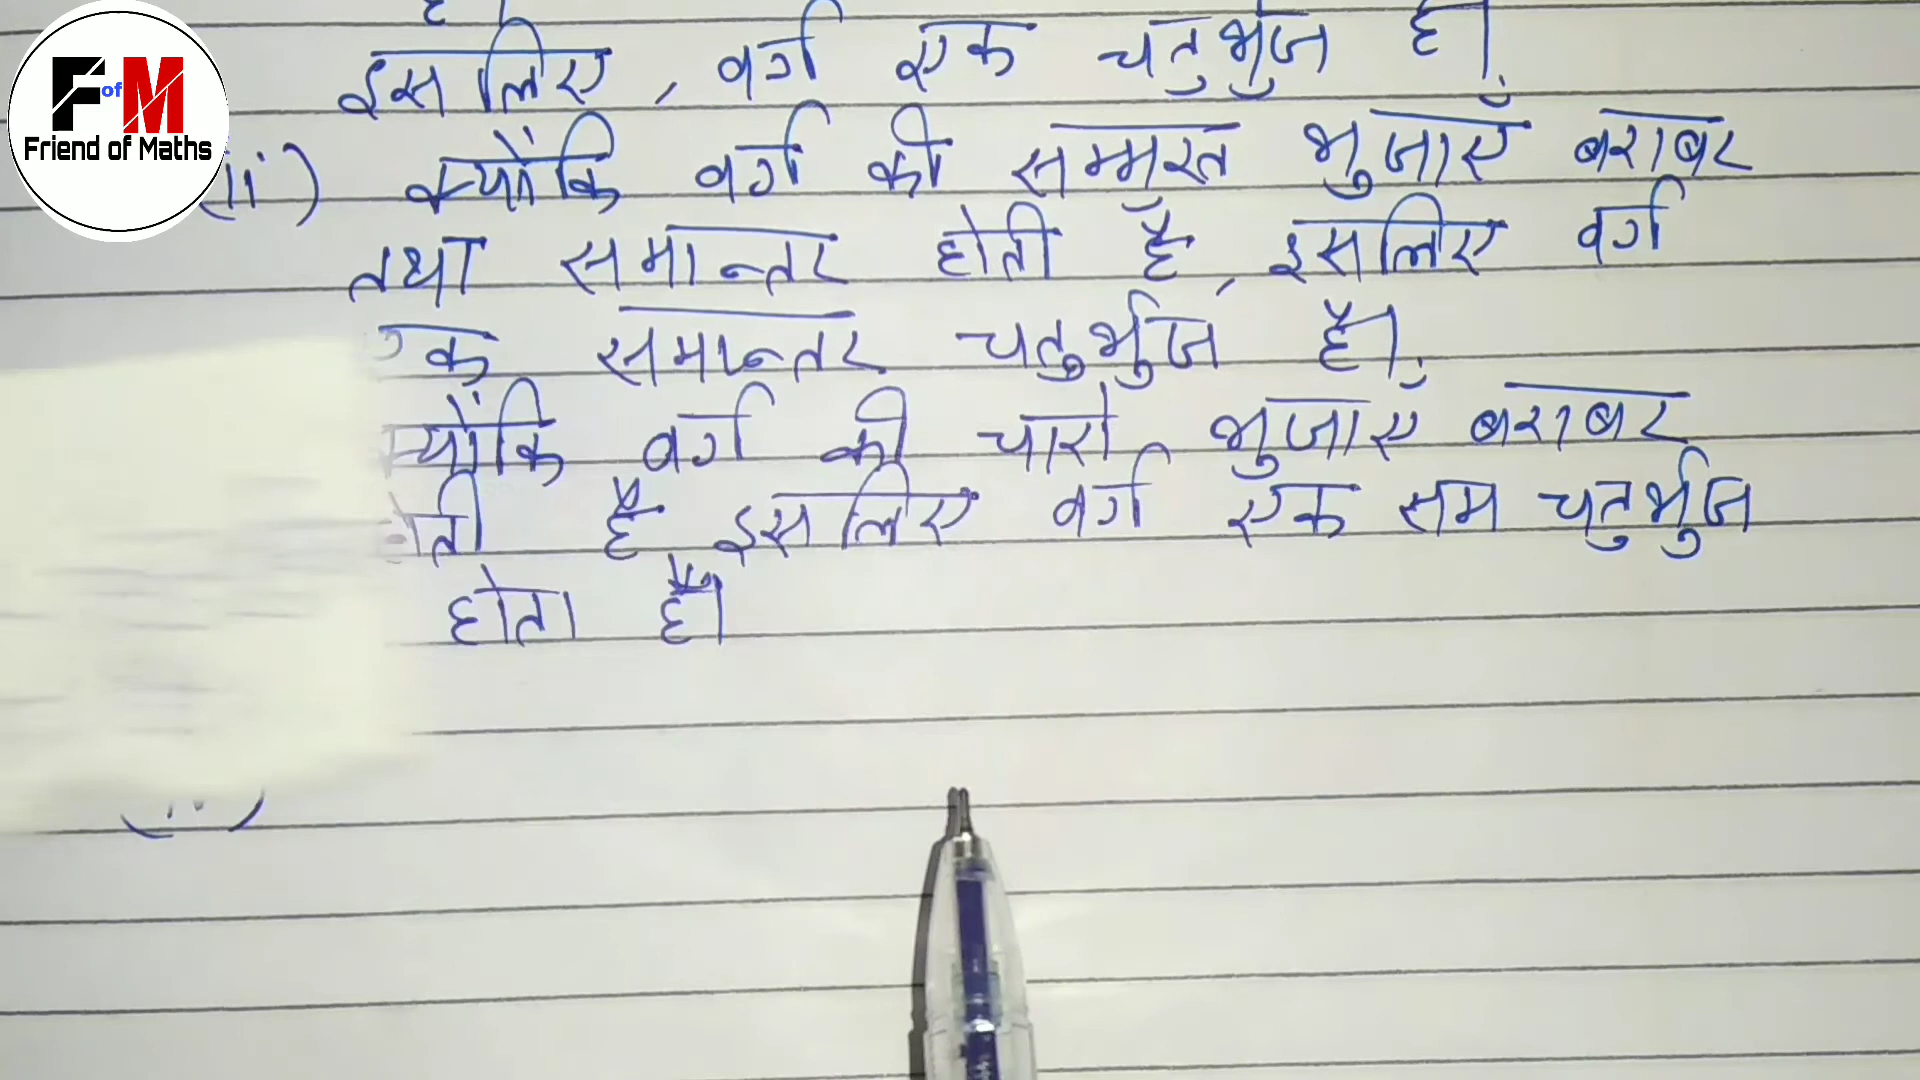 FofM
Friend of Maths
इसलिए, वर्ग एक चतुर्भुज है।
(ii) क्योंकि वर्ग की सम्मुख भुजाएँ बराबर
तथा समान्तर होती है, इसलिए वर्ग
एक समान्तर चतुर्भुज है।
क्योंकि वर्ग की चारो भुजाए बराबर
होती है इसलिए वर्ग एक सम चतुर्भुज
होता है।